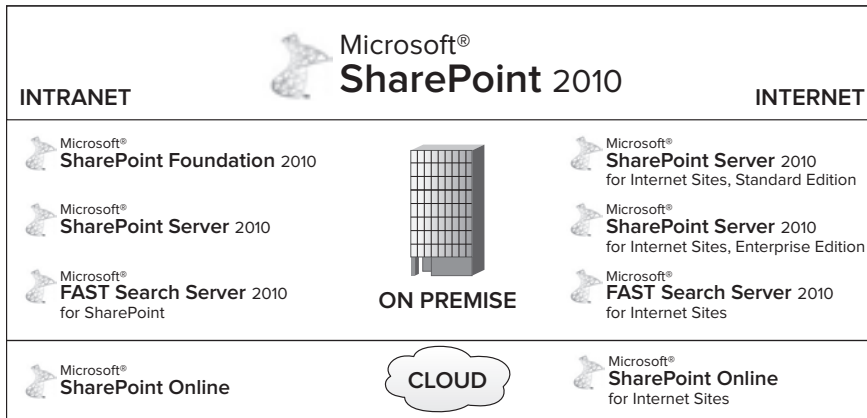 Microsoft®
SharePoint 2010
INTRANET
INTERNET
Microsoft®
SharePoint Foundation 2010
Microsoft®
SharePoint Server 2010
Microsoft®
FAST Search Server 2010
for SharePoint
ON PREMISE
Microsoft®
SharePoint Server 2010
for Internet Sites, Standard Edition
Microsoft®
SharePoint Server 2010
for Internet Sites, Enterprise Edition
Microsoft®
FAST Search Server 2010
for Internet Sites
Microsoft®
SharePoint Online
CLOUD
Microsoft®
SharePoint Online
for Internet Sites